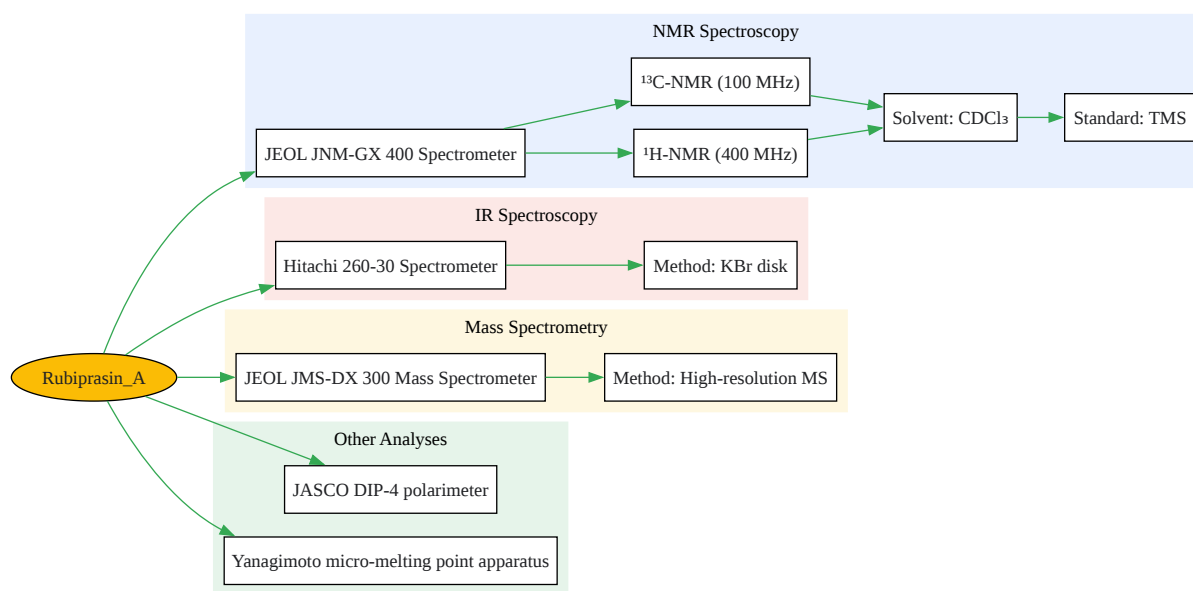 NMR Spectroscopy
¹³C-NMR (100 MHz)
Solvent: CDCl₃
Standard: TMS
JEOL JNM-GX 400 Spectrometer
¹H-NMR (400 MHz)
IR Spectroscopy
Hitachi 260-30 Spectrometer
Method: KBr disk
Mass Spectrometry
Rubiprasin_A
JEOL JMS-DX 300 Mass Spectrometer
Method: High-resolution MS
Other Analyses
JASCO DIP-4 polarimeter
Yanagimoto micro-melting point apparatus